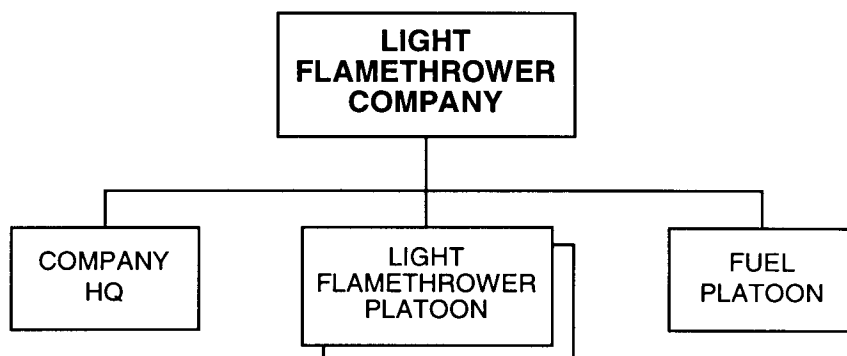 LIGHT
FLAMETHROWER
COMPANY
COMPANY
HQ
LIGHT
FLAMETHROWER
PLATOON
FUEL
PLATOON